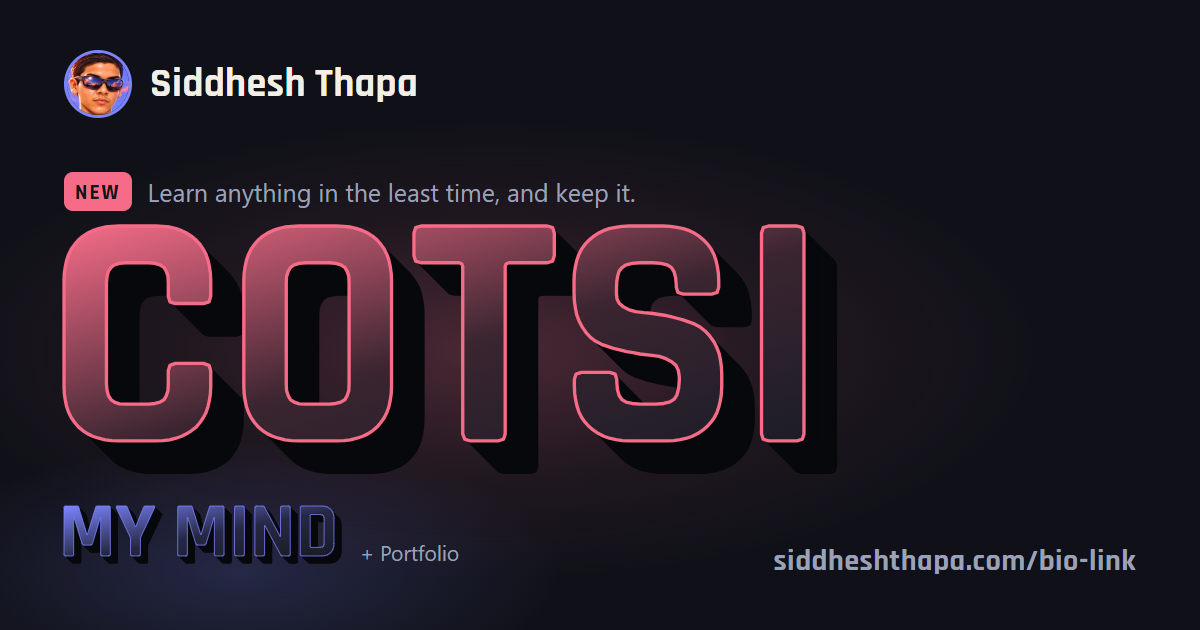 Siddhesh Thapa
NEW Learn anything in the least time, and keep it.
COTSI
MY MIND + Portfolio
siddheshthapa.com/bio-link